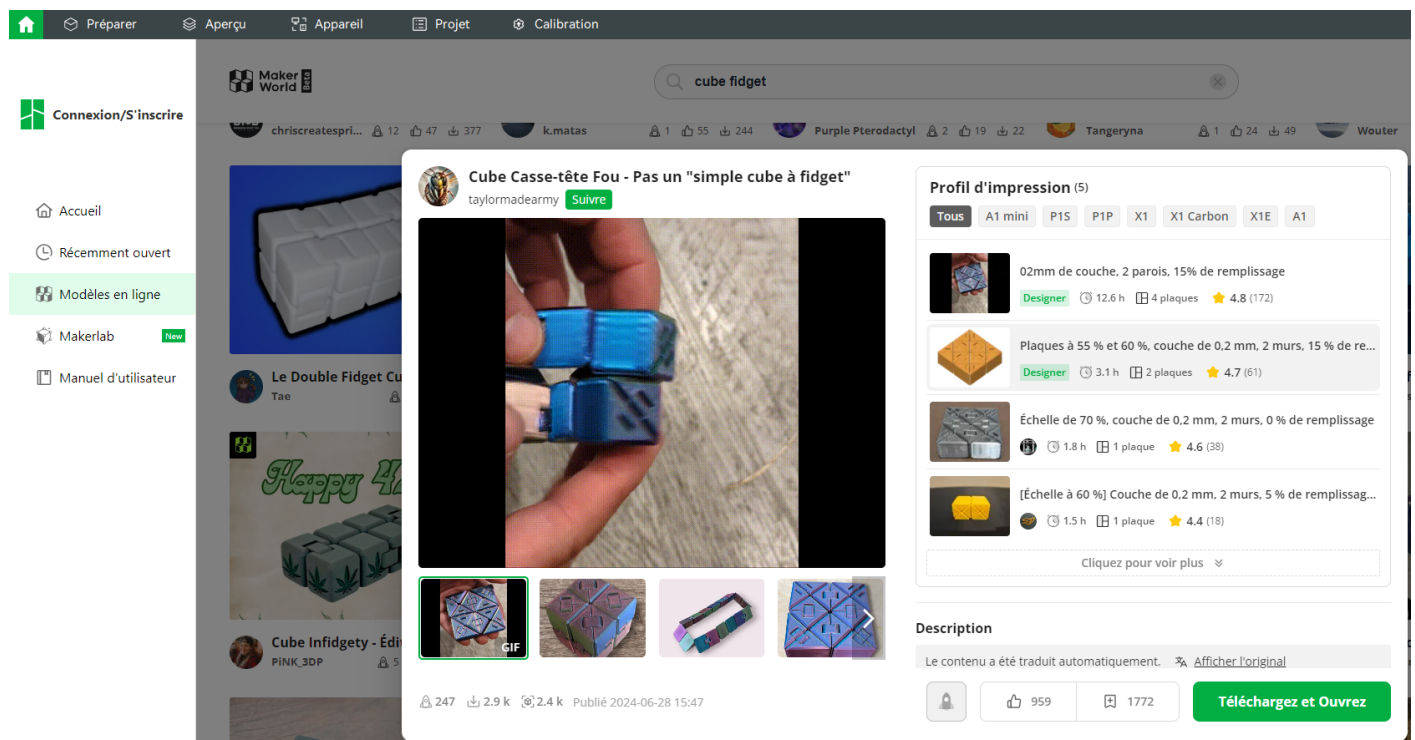 Préparer Aperçu Appareil Projet Calibration
Maker
World Beta
cube fidget
Connexion/S'inscrire
chriscreatespri... 12 47 377 k.matas 1 55 244 Purple Pterodactyl 2 19 22 Tangeryna 1 24 49 Wouter
Accueil
Récemment ouvert
Modèles en ligne
Makerlab New
Manuel d'utilisateur
Le Double Fidget Cu
Tae
Happy 42
Cube Infidgety - Édi
PiNK_3DP 5
Cube Casse-tête Fou - Pas un "simple cube à fidget"
taylormadearmy Suivre
GIF
247 2.9 k 2.4 k Publié 2024-06-28 15:47
Profil d'impression (5)
Tous A1 mini P1S P1P X1 X1 Carbon X1E A1
02mm de couche, 2 parois, 15% de remplissage
Designer 12.6 h 4 plaques 4.8 (172)
Plaques à 55 % et 60 %, couche de 0,2 mm, 2 murs, 15 % de re...
Designer 3.1 h 2 plaques 4.7 (61)
Échelle de 70 %, couche de 0,2 mm, 2 murs, 0 % de remplissage
1.8 h 1 plaque 4.6 (38)
[Échelle à 60 %] Couche de 0,2 mm, 2 murs, 5 % de remplissag...
1.5 h 1 plaque 4.4 (18)
Cliquez pour voir plus
Description
Le contenu a été traduit automatiquement. Afficher l'original
959 1772 Téléchargez et Ouvrez